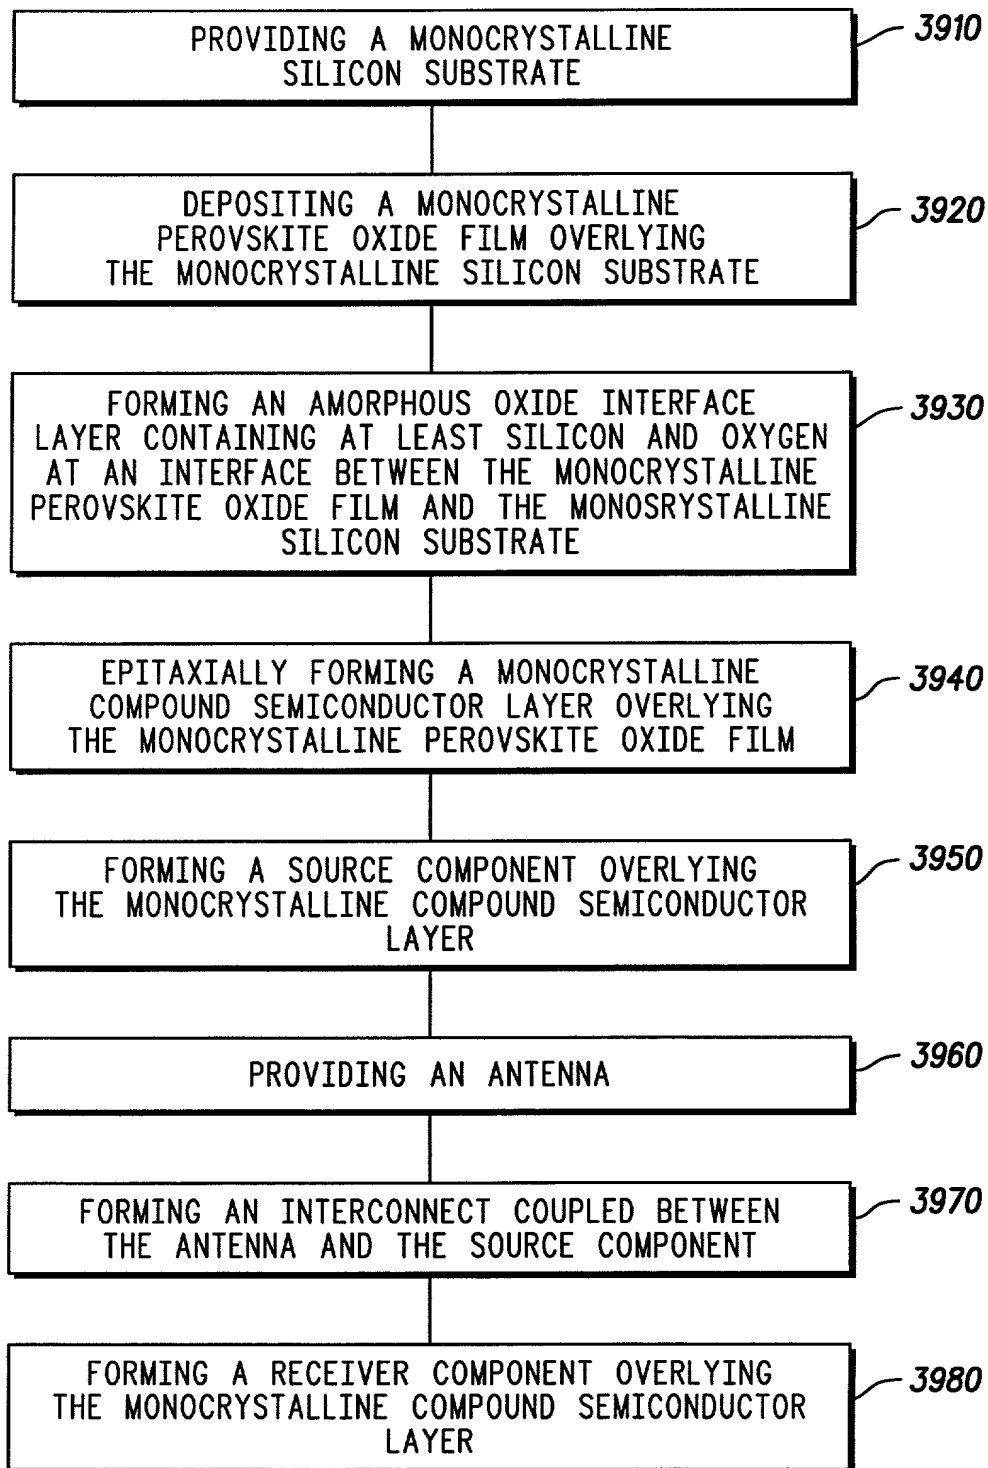 PROVIDING A MONOCRYSTALLINE
SILICON SUBSTRATE
3910
DEPOSITING A MONOCRYSTALLINE
PEROVSKITE OXIDE FILM OVERLYING
THE MONOCRYSTALLINE SILICON SUBSTRATE
3920
FORMING AN AMORPHOUS OXIDE INTERFACE
LAYER CONTAINING AT LEAST SILICON AND OXYGEN
AT AN INTERFACE BETWEEN THE MONOCRYSTALLINE
PEROVSKITE OXIDE FILM AND THE MONOSRYSTALLINE
SILICON SUBSTRATE
3930
EPITAXIALLY FORMING A MONOCRYSTALLINE
COMPOUND SEMICONDUCTOR LAYER OVERLYING
THE MONOCRYSTALLINE PEROVSKITE OXIDE FILM
3940
FORMING A SOURCE COMPONENT OVERLYING
THE MONOCRYSTALLINE COMPOUND SEMICONDUCTOR
LAYER
3950
PROVIDING AN ANTENNA
3960
FORMING AN INTERCONNECT COUPLED BETWEEN
THE ANTENNA AND THE SOURCE COMPONENT
3970
FORMING A RECEIVER COMPONENT OVERLYING
THE MONOCRYSTALLINE COMPOUND SEMICONDUCTOR
LAYER
3980